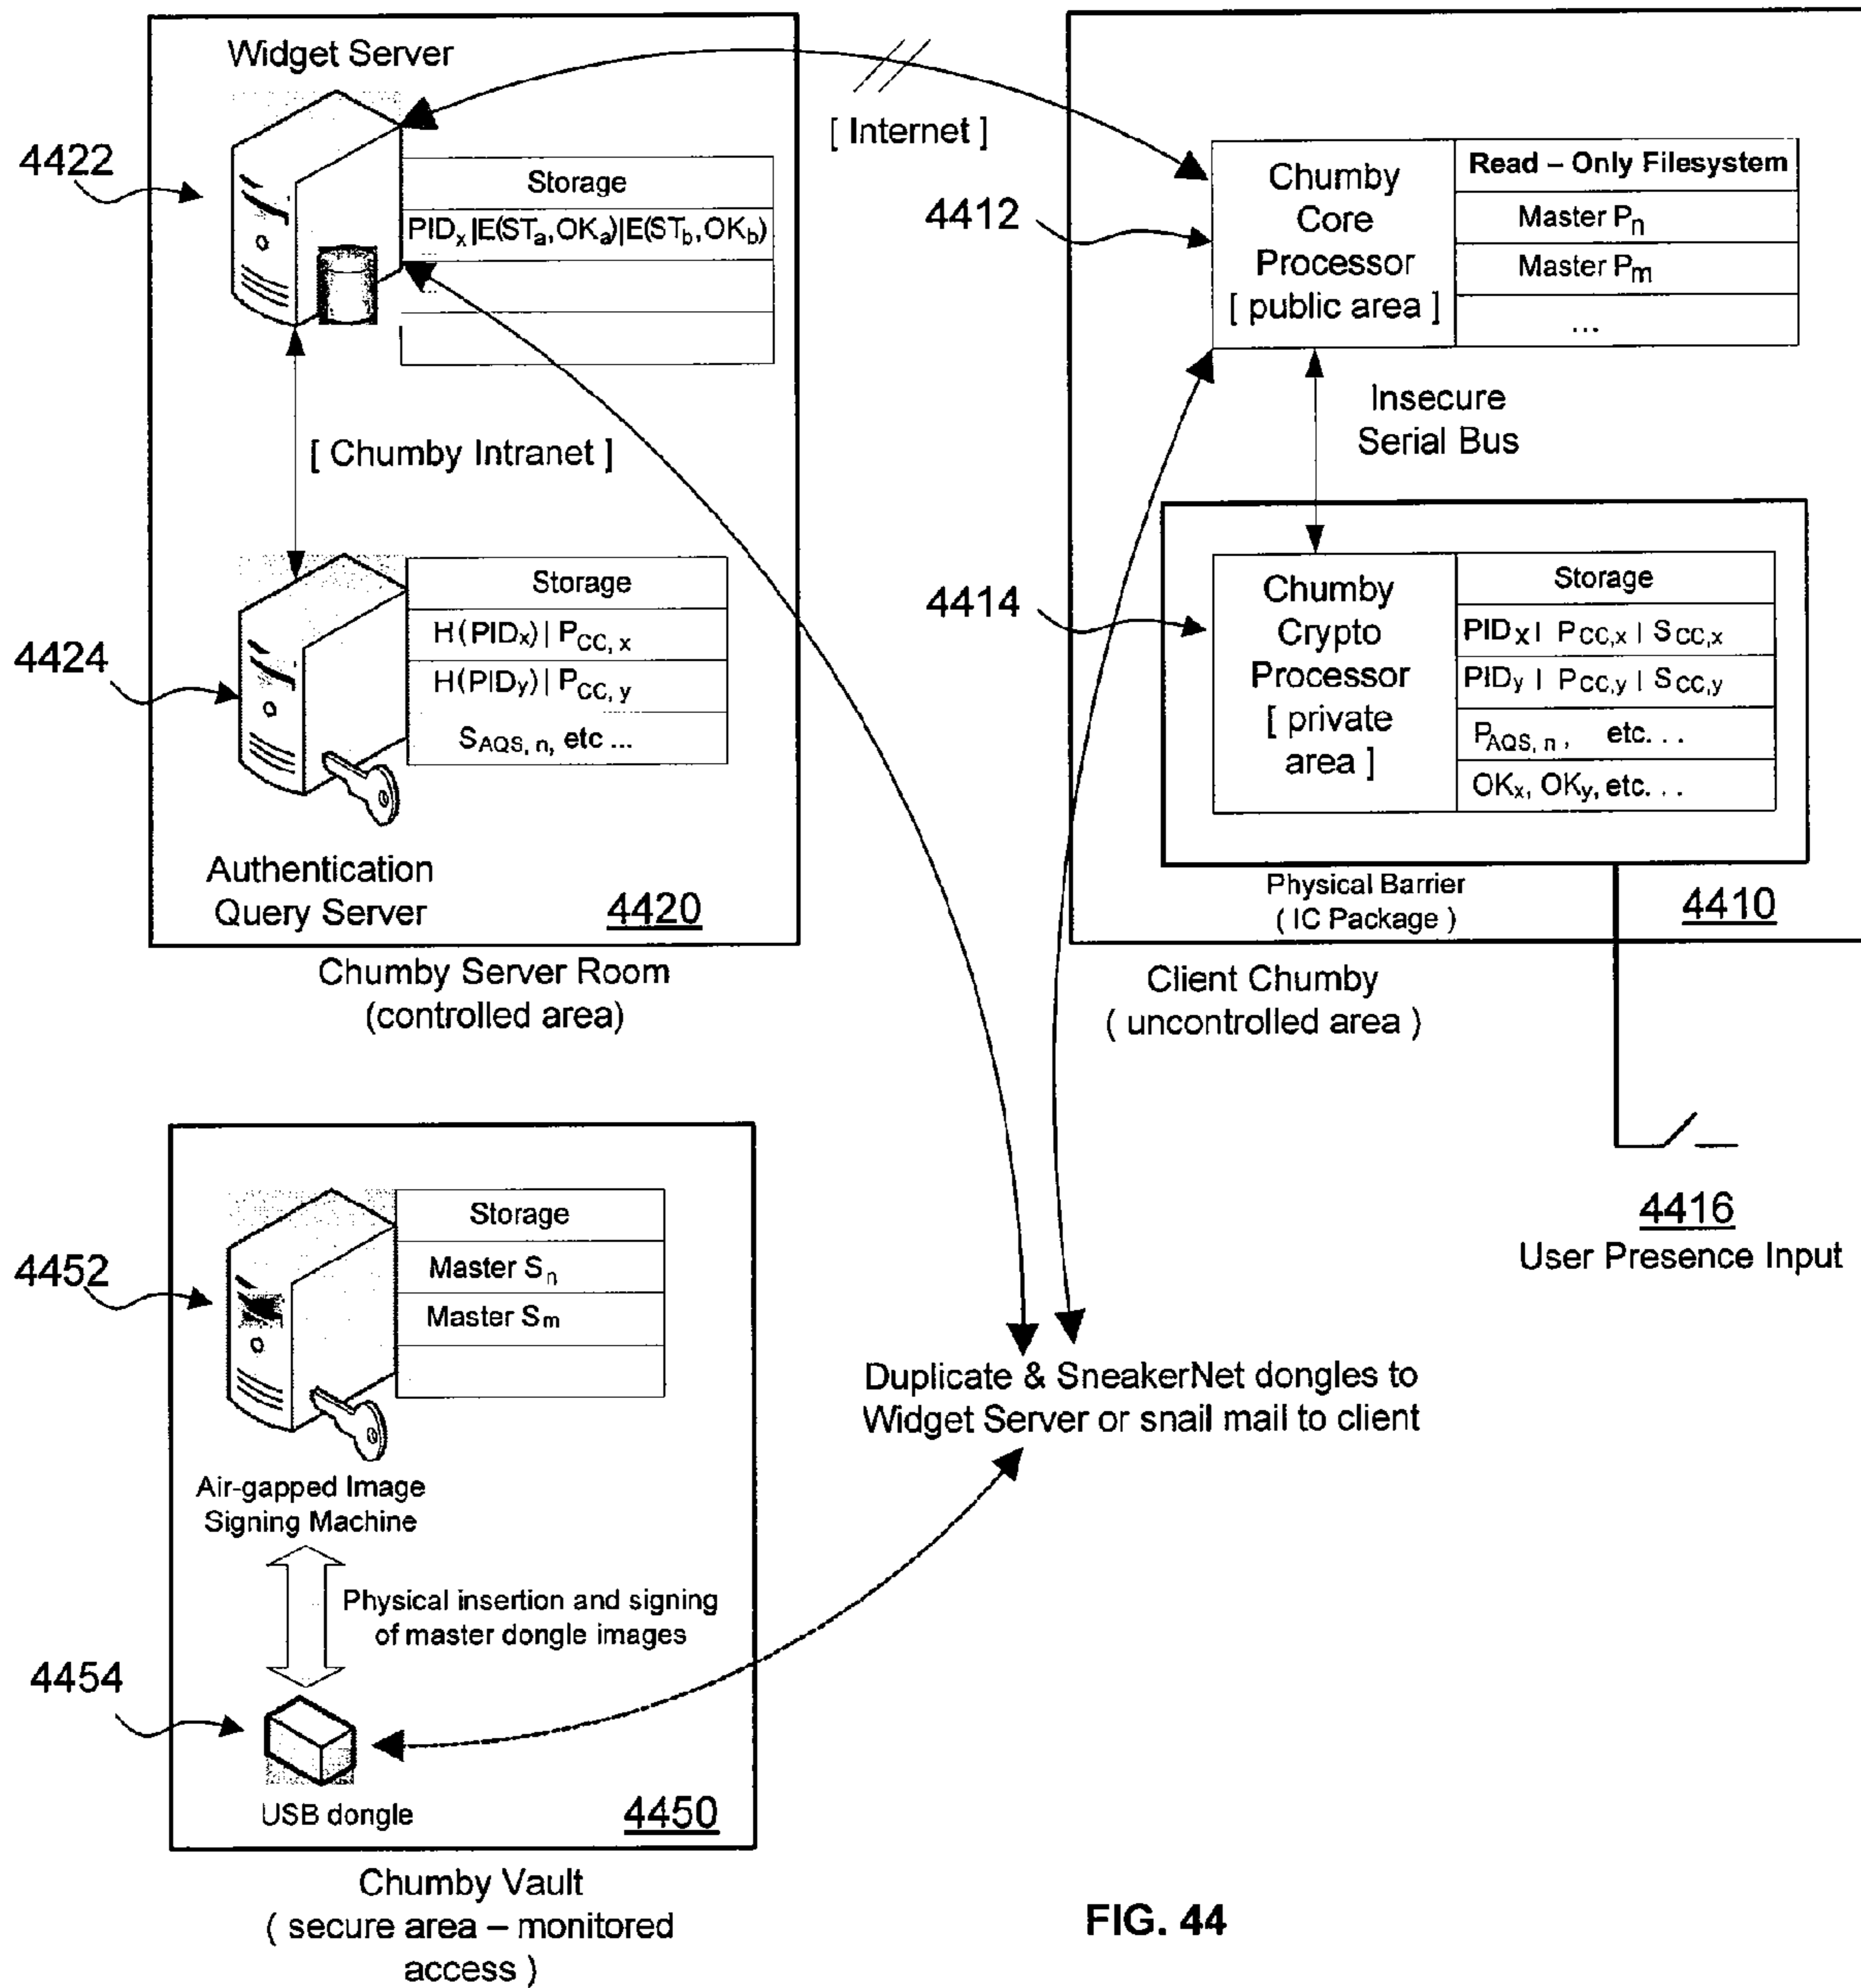 Widget Server
4422
Storage
PIDx|E(STa,OKa)|E(STb,OKb)
[ Internet ]
[ Chumby Intranet ]
4424
Storage
H(PIDx) | PCC, x
H(PIDy) | PCC, y
SAQS, n, etc ...
Authentication
Query Server
4420
Chumby Server Room
(controlled area)
4412
Chumby
Core
Processor
[ public area ]
Read – Only Filesystem
Master Pn
Master Pm
...
Insecure
Serial Bus
4414
Chumby
Crypto
Processor
[ private
area ]
Storage
PIDX | PCC,x | SCC,x
PIDy | PCC,y | SCC,y
PAQS, n , etc. . .
OKx, OKy, etc. . .
Physical Barrier
( IC Package )
4410
Client Chumby
( uncontrolled area )
4416
User Presence Input
4452
Storage
Master Sn
Master Sm
Air-gapped Image
Signing Machine
Physical insertion and signing
of master dongle images
4454
USB dongle
4450
Chumby Vault
( secure area – monitored
access )
Duplicate & SneakerNet dongles to
Widget Server or snail mail to client
FIG. 44